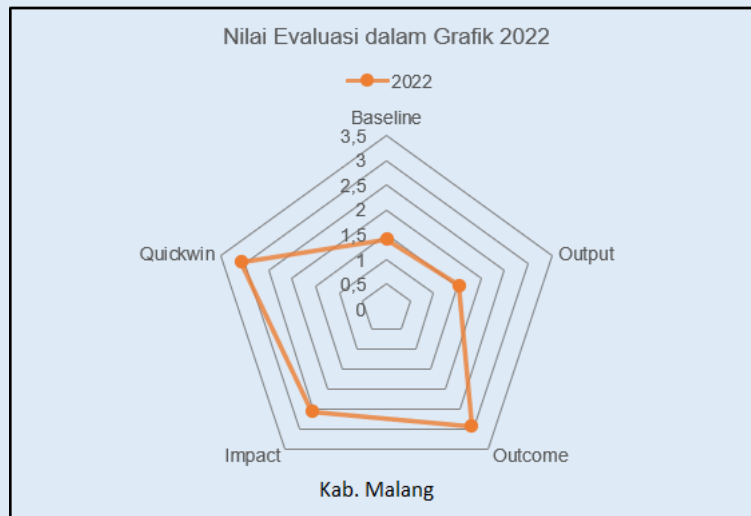 Nilai Evaluasi dalam Grafik 2022
2022
Baseline
3,5
3
2,5
2
1,5
1
0,5
0
Quickwin
Output
Impact
Outcome
Kab. Malang